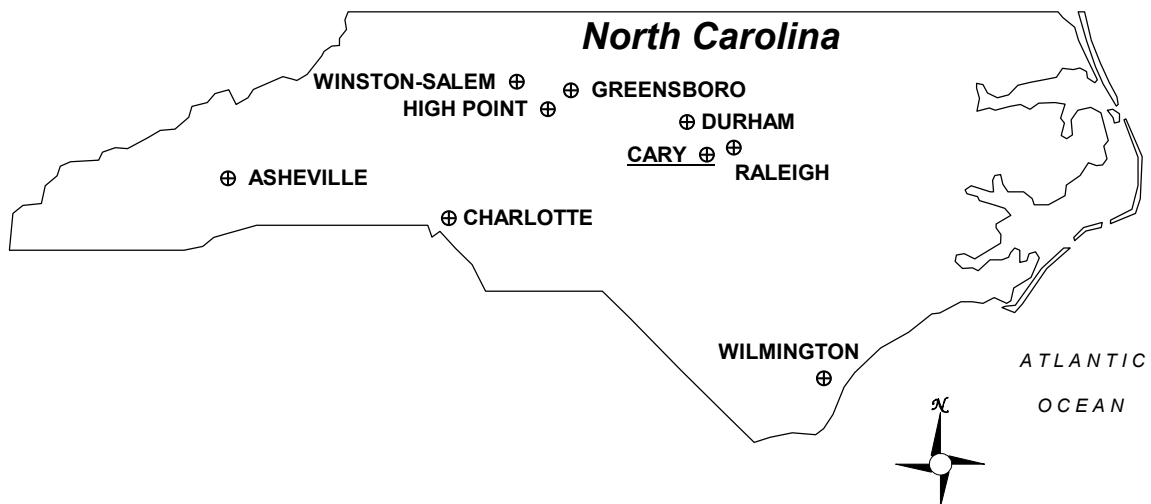 North Carolina
WINSTON-SALEM
GREENSBORO
HIGH POINT
DURHAM
CARY
RALEIGH
ASHEVILLE
CHARLOTTE
WILMINGTON
ATLANTIC
OCEAN
N